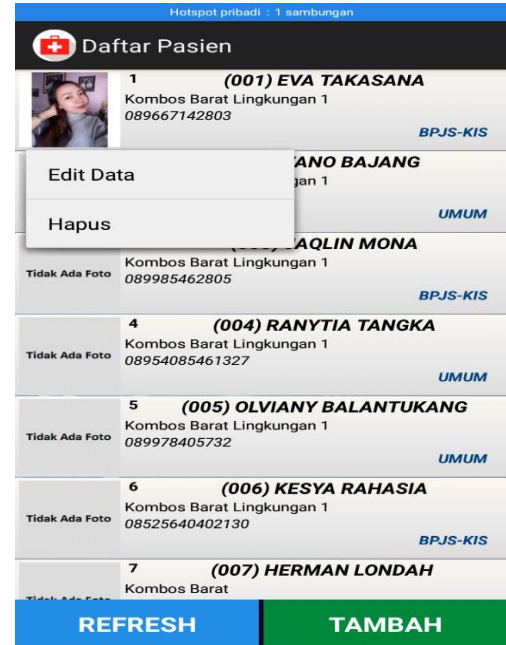 Hotspot pribadi : 1 sambungan
Daftar Pasien
1 (001) EVA TAKASANA
Kombos Barat Lingkungan 1
089667142803
BPJS-KIS
BAJANG
1
UMUM
Edit Data
Hapus
MONA
Tidak Ada Foto
Kombos Barat Lingkungan 1
089985462805
BPJS-KIS
4 (004) RANYTIA TANGKA
Tidak Ada Foto
Kombos Barat Lingkungan 1
08954085461327
UMUM
5 (005) OLVIANY BALANTUKANG
Tidak Ada Foto
Kombos Barat Lingkungan 1
089978405732
UMUM
6 (006) KESYA RAHASIA
Tidak Ada Foto
Kombos Barat Lingkungan 1
08525640402130
BPJS-KIS
7 (007) HERMAN LONDAH
Kombos Barat
REFRESH
TAMBAH